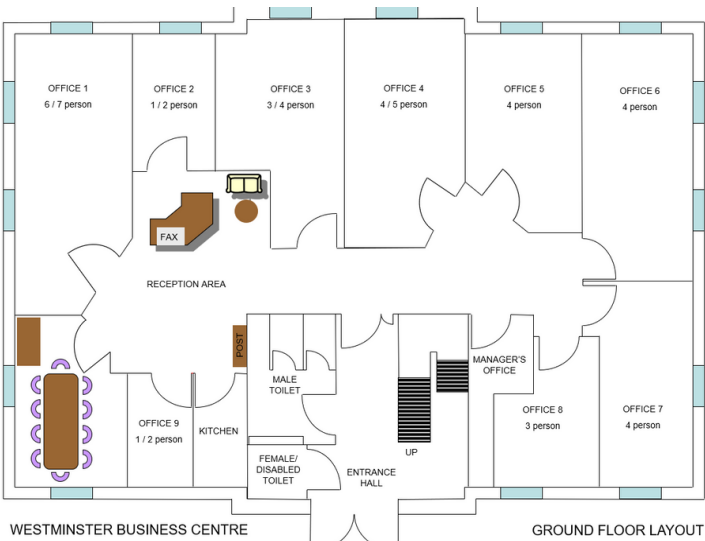 OFFICE 1
6 / 7 person
OFFICE 2
1 / 2 person
OFFICE 3
3 / 4 person
OFFICE 4
4 / 5 person
OFFICE 5
4 person
OFFICE 6
4 person
FAX
RECEPTION AREA
POST
MALE
TOILET
MANAGER'S
OFFICE
OFFICE 9
1 / 2 person
KITCHEN
OFFICE 8
3 person
OFFICE 7
4 person
UP
FEMALE/
DISABLED
TOILET
ENTRANCE
HALL
WESTMINSTER BUSINESS CENTRE
GROUND FLOOR LAYOUT